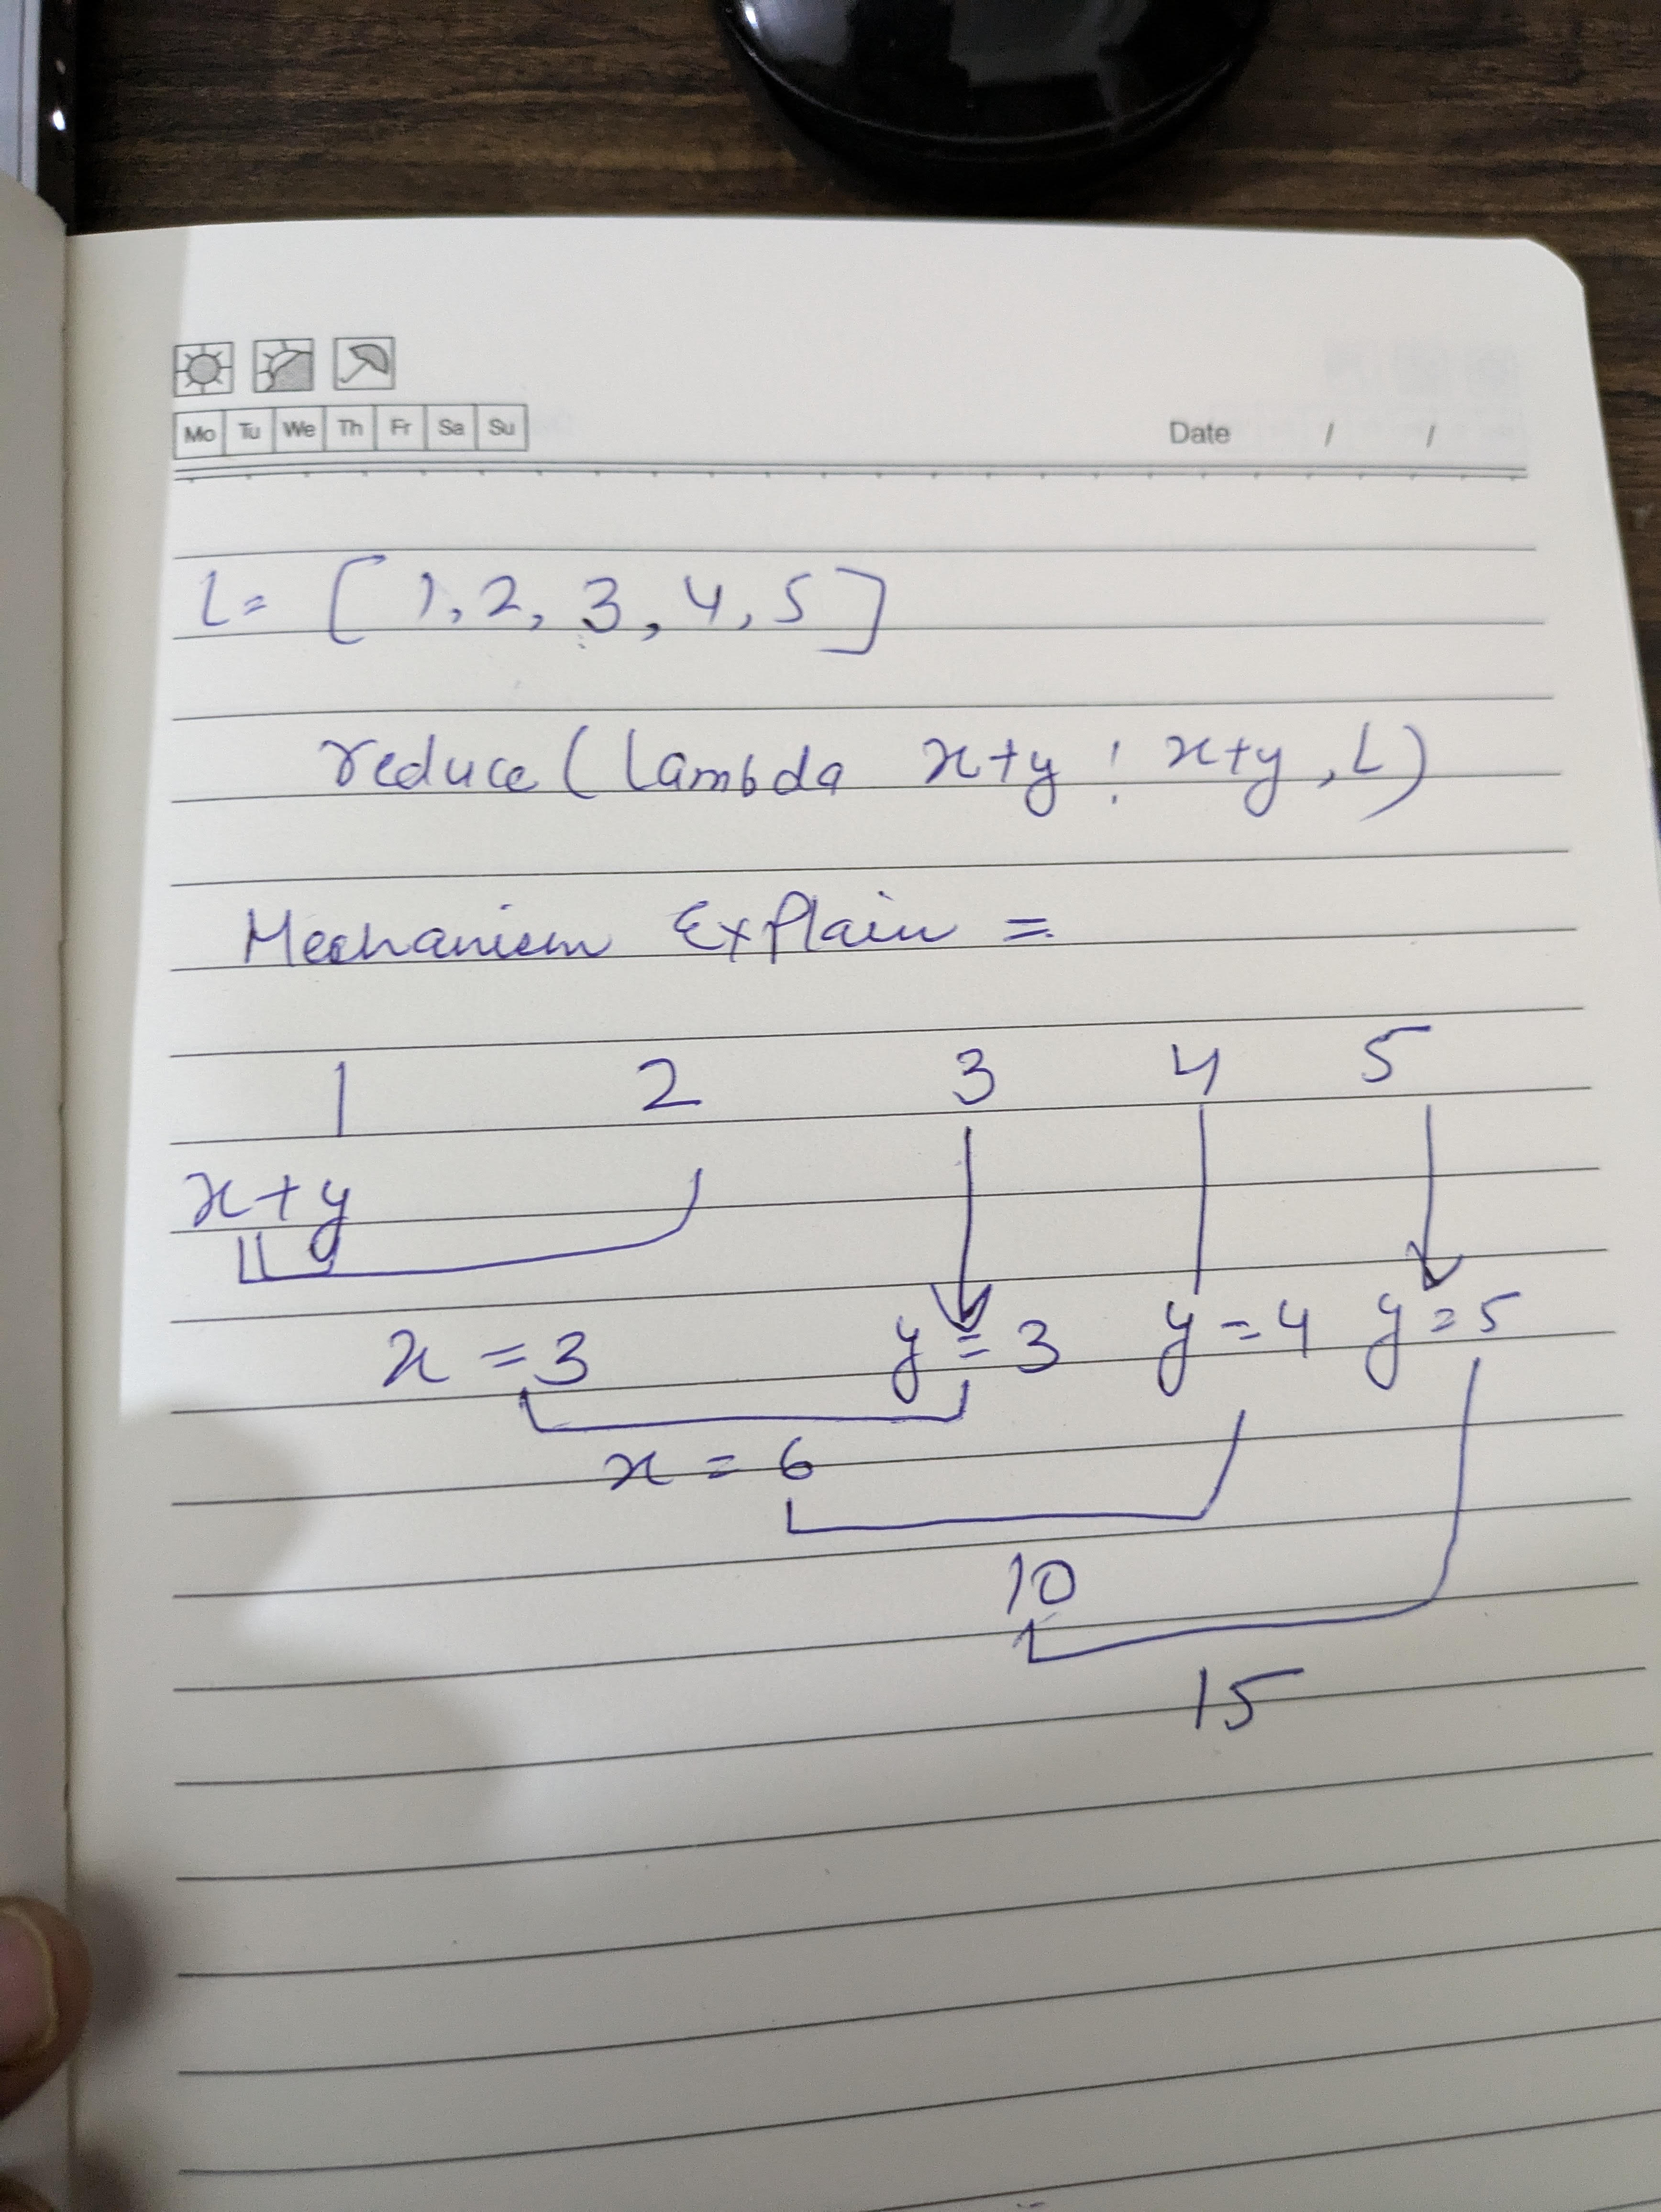 Mo Tu We Th Fr Sa Su
Date / /
L= [1, 2, 3, 4, 5]
reduce (lambda x+y : x+y, L)
Mechanism Explain =
1 2 3 4 5
x+y
x = 3 y = 3 y = 4 y = 5
x = 6
10
15